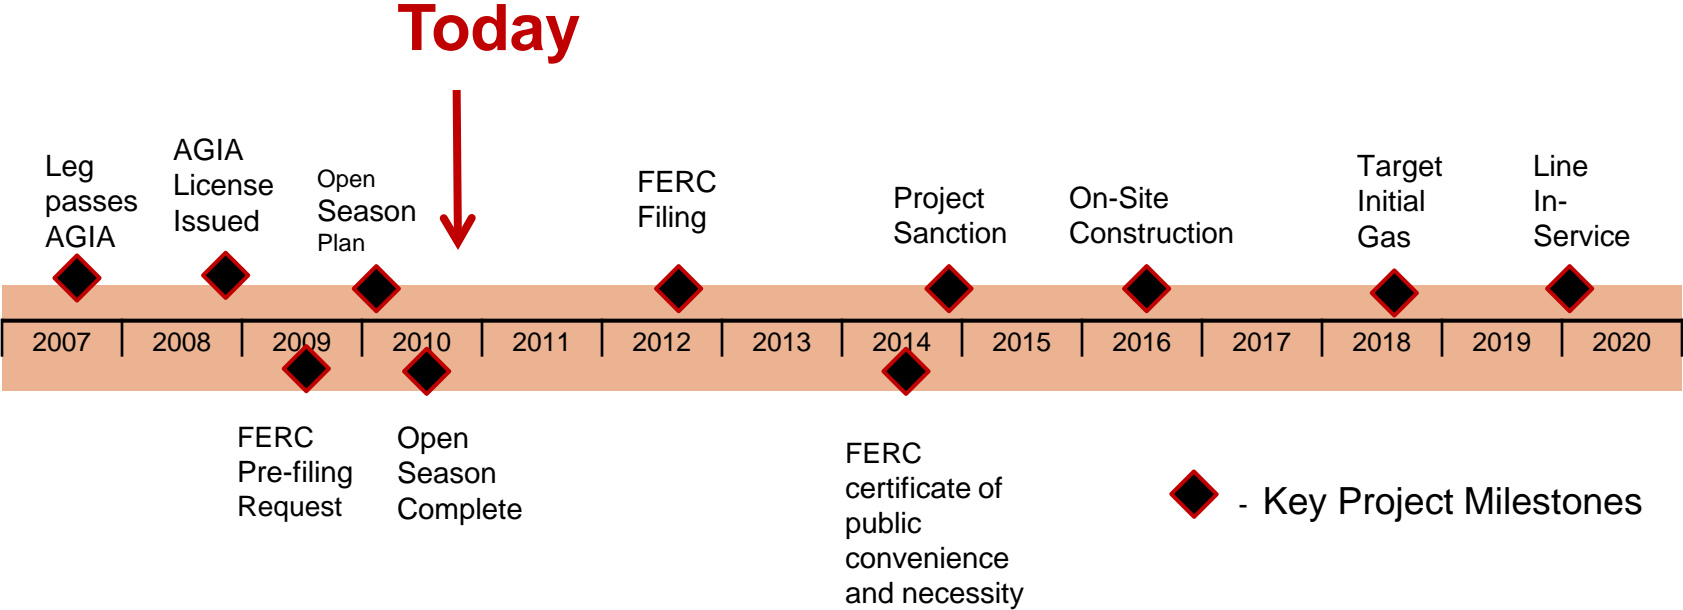 Today
Leg
passes
AGIA
AGIA
License
Issued
Open
Season
Plan
FERC
Filing
Project
Sanction
On-Site
Construction
Target
Initial
Gas
Line
In-
Service
2007 2008 2009 2010 2011 2012 2013 2014 2015 2016 2017 2018 2019 2020
FERC
Pre-filing
Request
Open
Season
Complete
FERC
certificate of
public
convenience
and necessity
- Key Project Milestones